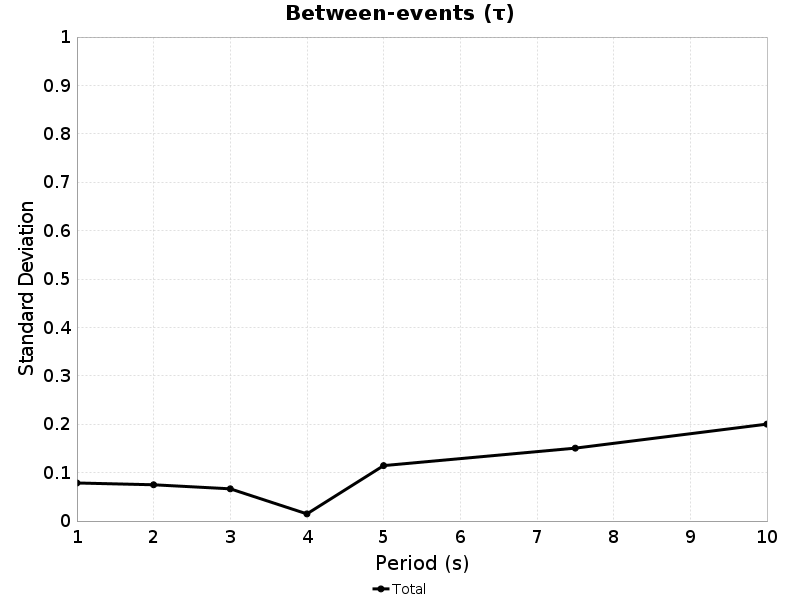 Between-events (τ)
1
0.9
0.8
0.7
0.6
0.5
0.4
0.3
0.2
0.1
0
Standard Deviation
1 2 3 4 5 6 7 8 9 10
Period (s)
Total